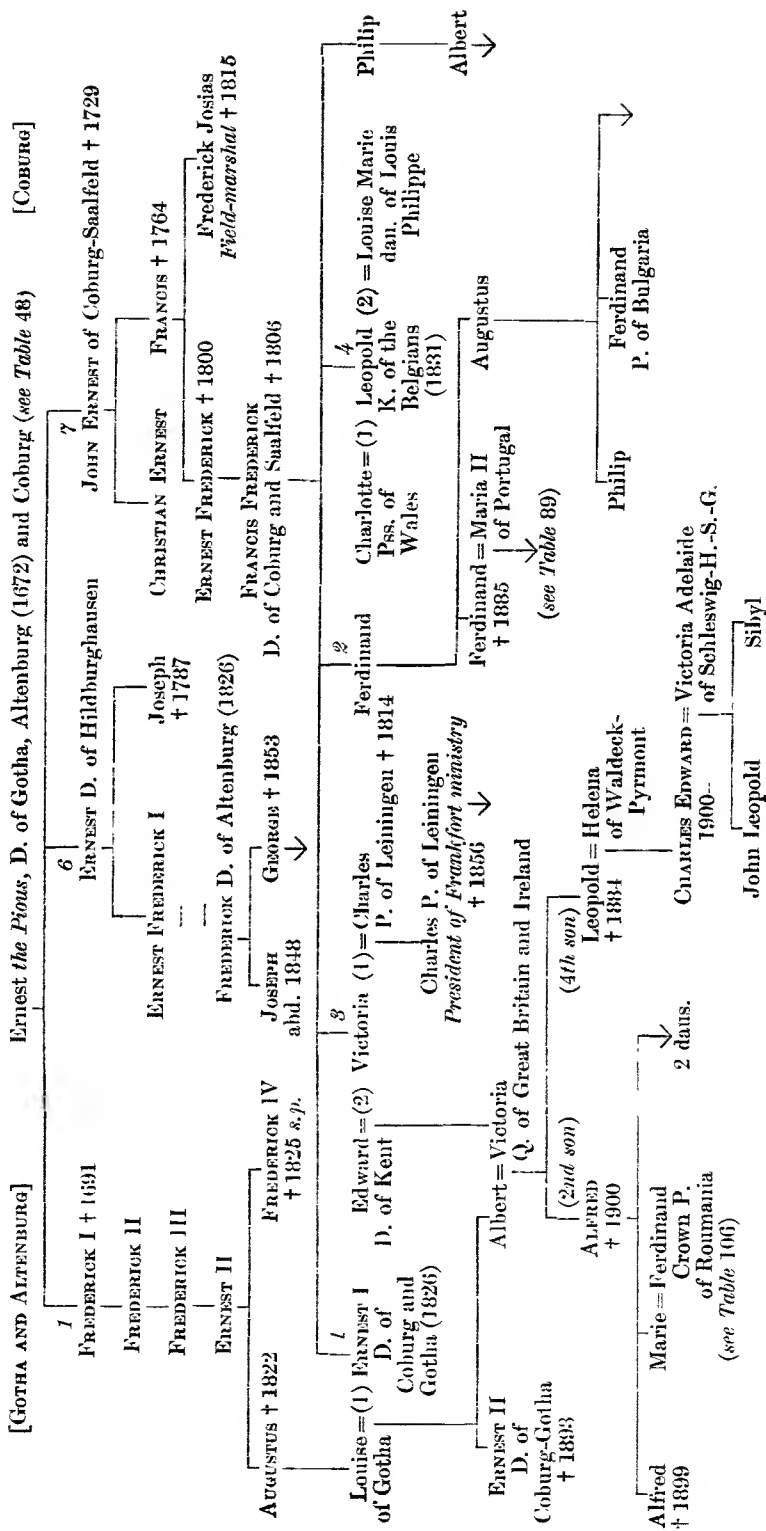 Ernest the Pious, D. of Gotha, Altenburg (1672) and Coburg (see Table 48)
[GOTHA AND ALTENBURG]
[COBURG]
1
FREDERICK I † 1691
FREDERICK II
FREDERICK III
ERNEST II
AUGUSTUS † 1822
FREDERICK IV
† 1825 s.p.
6
ERNEST D. of Hildburghausen
ERNEST FREDERICK I
Joseph
† 1787
FREDERICK D. of Altenburg (1826)
JOSEPH
abd. 1848
GEORGE † 1853
7
JOHN ERNEST of Coburg-Saalfeld † 1729
CHRISTIAN ERNEST
FRANCIS † 1764
ERNEST FREDERICK † 1800
Frederick Josias
Field-marshal † 1815
FRANCIS FREDERICK
D. of Coburg and Saalfeld † 1806
1
Louise = (1) ERNEST I
of Gotha
D. of
Coburg and
Gotha (1826)
3
Edward = (2) Victoria (1) = Charles
D. of Kent
P. of Leiningen † 1814
Charles P. of Leiningen
President of Frankfort ministry
† 1856
2
Ferdinand
4
Charlotte = (1) Leopold (2) = Louise Marie
Pss. of
Wales
K. of the
Belgians
(1831)
dau. of Louis
Philippe
Philip
Albert
ERNEST II
D. of
Coburg-Gotha
† 1893
Albert = Victoria
Q. of Great Britain and Ireland
Ferdinand = Maria II
† 1885
of Portugal
(see Table 89)
Augustus
(2nd son)
(4th son)
ALFRED
† 1900
Leopold = Helena
† 1884
of Waldeck-
Pyrmont
Philip
Ferdinand
P. of Bulgaria
Alfred
† 1899
Marie = Ferdinand
Crown P.
of Roumania
(see Table 106)
2 daus.
CHARLES EDWARD = Victoria Adelaide
1900–
of Schleswig-H.-S.-G.
John Leopold
Sibyl